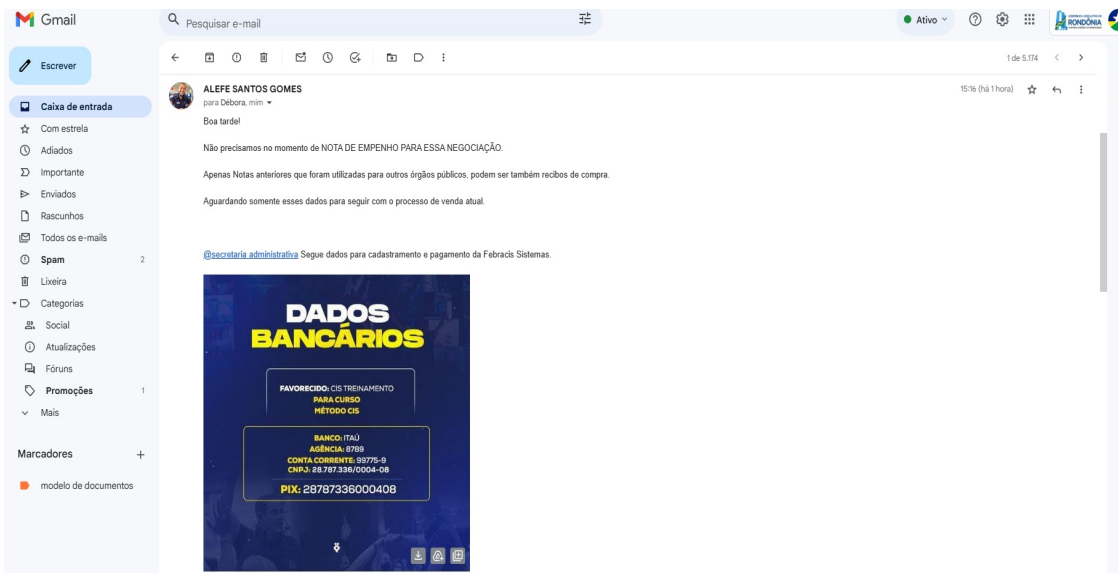 Gmail
Pesquisar e-mail
Ativo
RONDÔNIA
Escrever
1 de 5.174
Caixa de entrada
Com estrela
Adiados
Importante
Enviados
Rascunhos
Todos os e-mails
Spam 2
Lixeira
Categorias
Social
Atualizações
Fóruns
Promoções 1
Mais
Marcadores
modelo de documentos
ALEFE SANTOS GOMES
15:16 (há 1 hora)
para Débora, mim
Boa tarde!
Não precisamos no momento de NOTA DE EMPENHO PARA ESSA NEGOCIAÇÃO.
Apenas Notas anteriores que foram utilizadas para outros órgãos públicos, podem ser também recibos de compra.
Aguardando somente esses dados para seguir com o processo de venda atual.
@secretaria administrativa Segue dados para cadastramento e pagamento da Febracis Sistemas.
DADOS
BANCÁRIOS
FAVORECIDO: CIS TREINAMENTO
PARA CURSO
MÉTODO CIS
BANCO: ITAÚ
AGÊNCIA: 8789
CONTA CORRENTE: 99775-9
CNPJ: 28.787.336/0004-08
PIX: 28787336000408